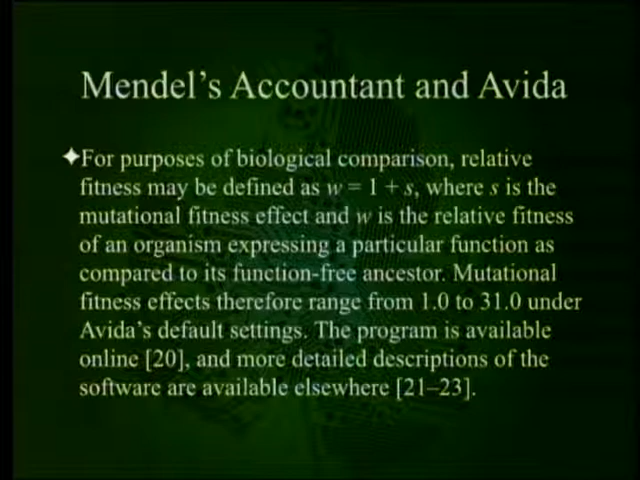 Mendel's Accountant and Avida
✦For purposes of biological comparison, relative
fitness may be defined as w = 1 + s, where s is the
mutational fitness effect and w is the relative fitness
of an organism expressing a particular function as
compared to its function-free ancestor. Mutational
fitness effects therefore range from 1.0 to 31.0 under
Avida's default settings. The program is available
online [20], and more detailed descriptions of the
software are available elsewhere [21–23].